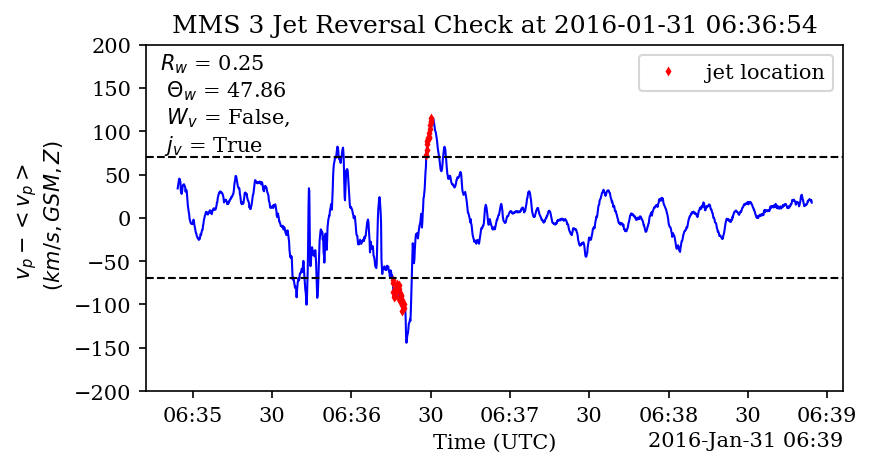 MMS 3 Jet Reversal Check at 2016-01-31 06:36:54
v_p - < v_p >
(km/s, GSM, Z)
200
150
100
50
0
−50
−100
−150
−200
R_w = 0.25
Θ_w = 47.86
W_v = False,
j_v = True
jet location
06:35 30 06:36 30 06:37 30 06:38 30 06:39
Time (UTC)
2016-Jan-31 06:39